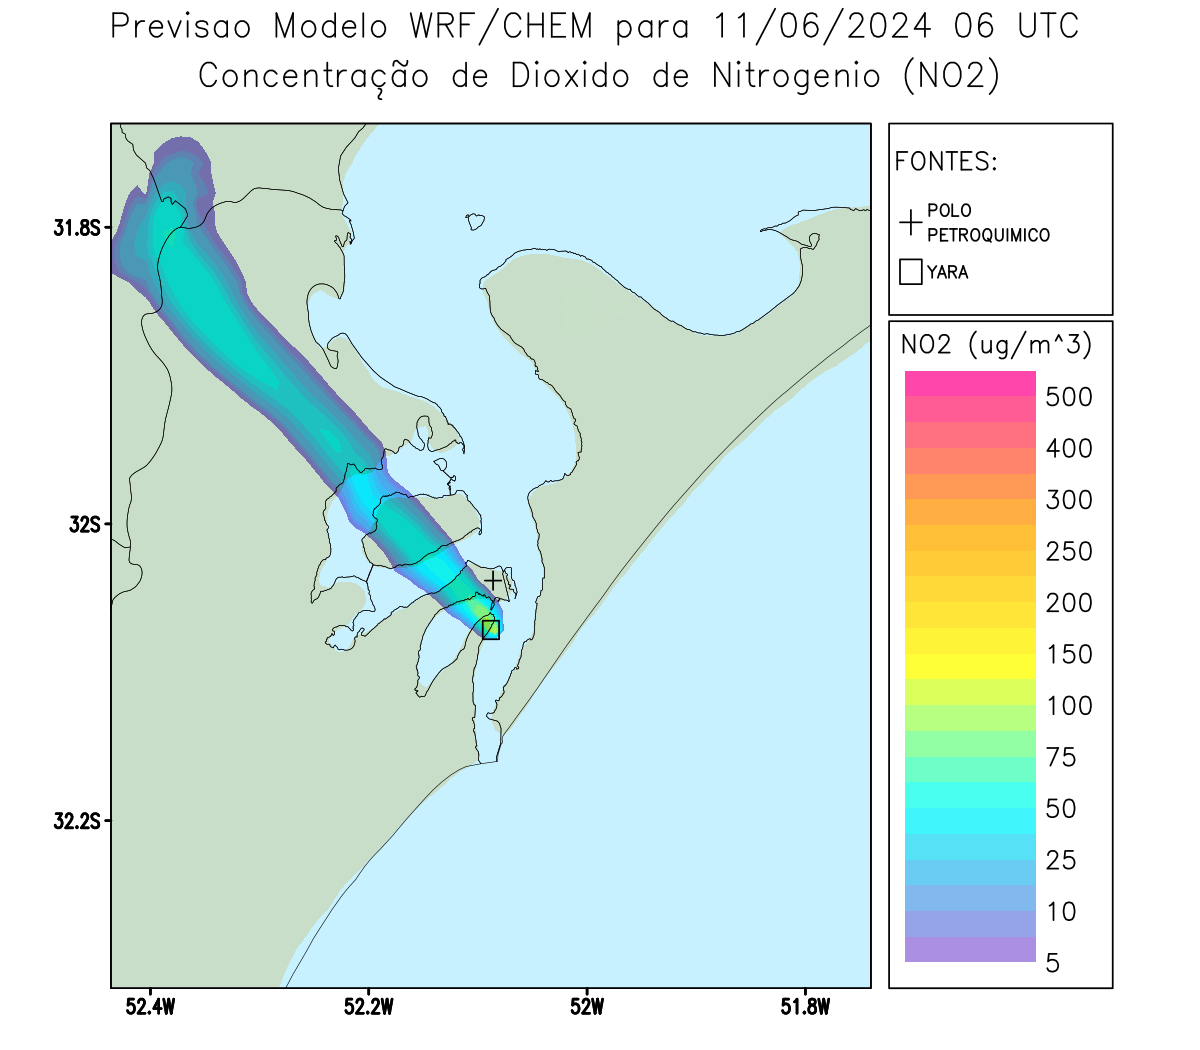 Previsao Modelo WRF/CHEM para 11/06/2024 06 UTC
Concentração de Dioxido de Nitrogenio (NO2)
FONTES:
POLO
PETROQUIMICO
YARA
31.8S
32S
32.2S
52.4W
52.2W
52W
51.8W
NO2 (ug/m^3)
500
400
300
250
200
150
100
75
50
25
10
5